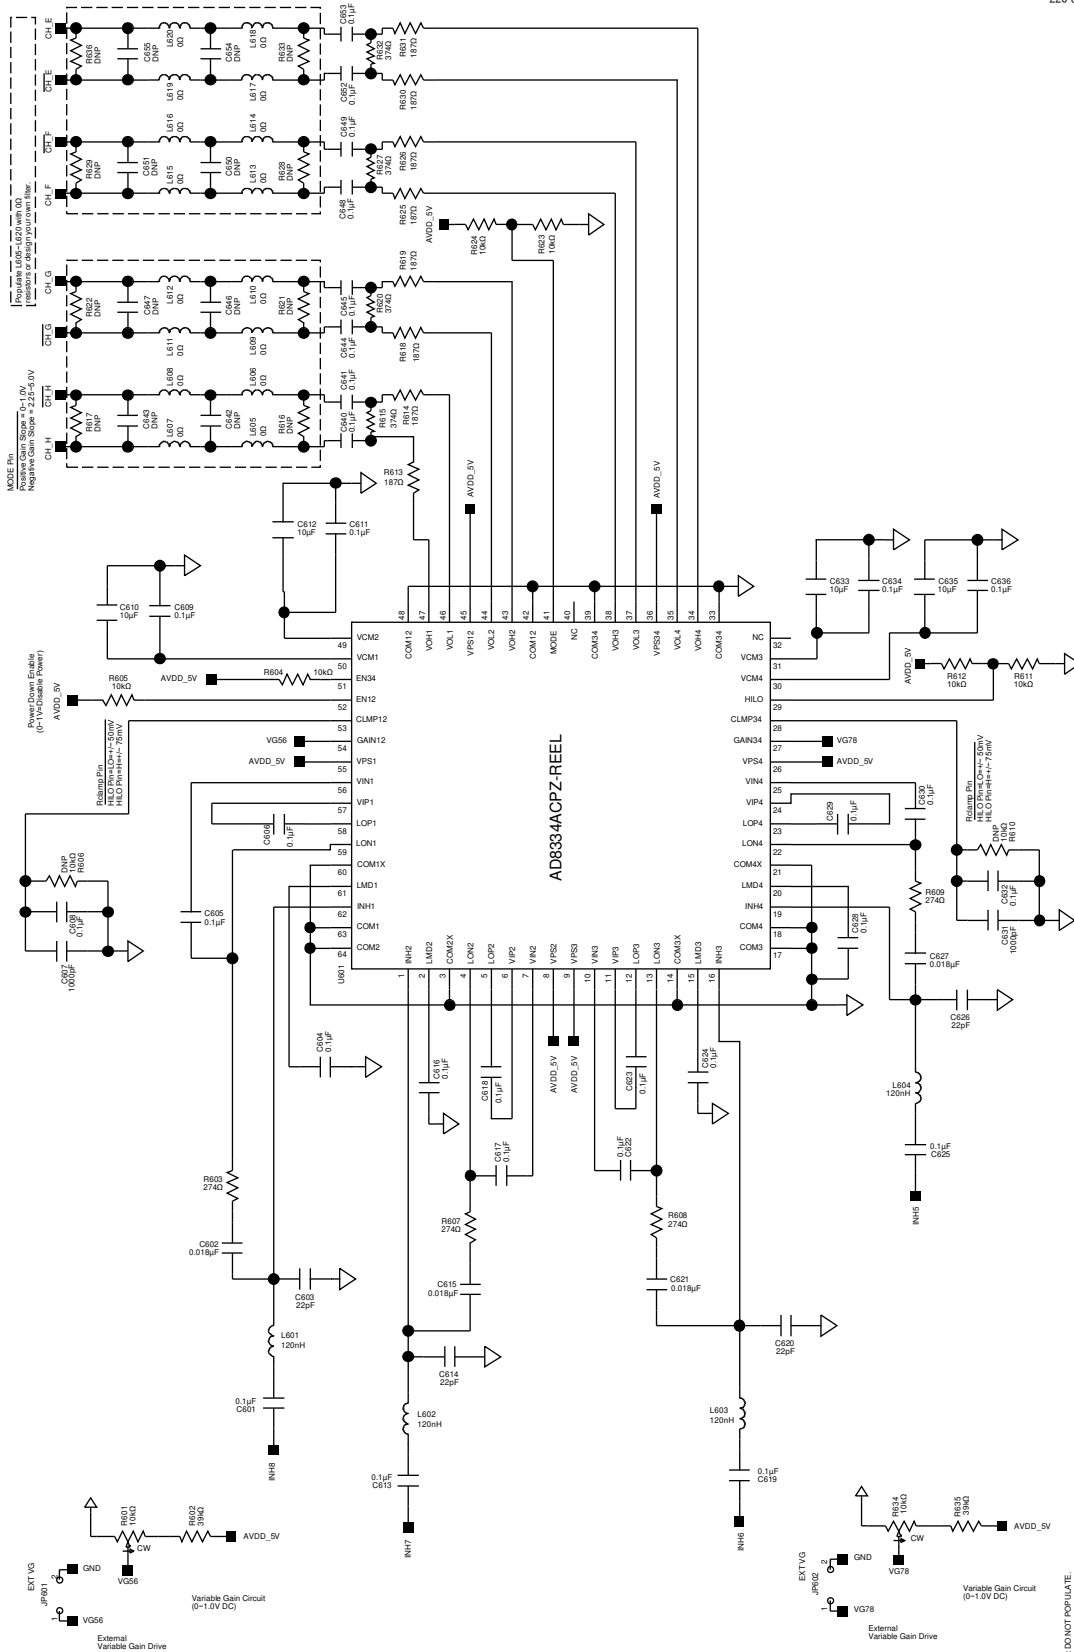 Populate L605–L620 with 0Ω
resistors or design your own filter.
CH_E
CH_E
CH_F
CH_F
CH_G
CH_G
CH_H
CH_H
R636
DNP
C655
DNP
L620
0Ω
C654
DNP
L618
0Ω
R633
DNP
L619
0Ω
L617
0Ω
C653
0.1µF
C652
0.1µF
R632
374Ω
R631
187Ω
R630
187Ω
R629
DNP
C651
DNP
L616
0Ω
L615
0Ω
C650
DNP
L614
0Ω
L613
0Ω
R628
DNP
C649
0.1µF
C648
0.1µF
R627
374Ω
R626
187Ω
R625
187Ω
AVDD_5V
R624
10kΩ
R623
10kΩ
R622
DNP
C647
DNP
L612
0Ω
L611
0Ω
C646
DNP
L610
0Ω
L609
0Ω
R621
DNP
C645
0.1µF
C644
0.1µF
R620
374Ω
R619
187Ω
R618
187Ω
R617
DNP
C643
DNP
L608
0Ω
L607
0Ω
C642
DNP
L606
0Ω
L605
0Ω
R616
DNP
C641
0.1µF
C640
0.1µF
R615
374Ω
R614
187Ω
R613
187Ω
MODE Pin
Positive Gain Slope = 0–1.0V
Negative Gain Slope = 2.25–5.0V
AVDD_5V
AVDD_5V
C612
10µF
C611
0.1µF
C610
10µF
C609
0.1µF
C633
10µF
C634
0.1µF
C635
10µF
C636
0.1µF
Power Down Enable
(0–1V=Disable Power)
AVDD_5V
R605
10kΩ
AVDD_5V
R604
10kΩ
AVDD_5V
R612
10kΩ
R611
10kΩ
48 COM12
47 VOH1
46 VOL1
45 VPS12
44 VOL2
43 VOH2
42 COM12
41 MODE
40 NC
39 COM34
38 VOH3
37 VOL3
36 VPS34
35 VOL4
34 VOH4
33 COM34
49 VCM2
50 VCM1
51 EN34
52 EN12
53 CLMP12
54 GAIN12
55 VPS1
56 VIN1
57 VIP1
58 LOP1
59 LON1
60 COM1X
61 LMD1
62 INH1
63 COM1
64 COM2
NC 32
VCM3 31
VCM4 30
HILO 29
CLMP34 28
GAIN34 27
VPS4 26
VIN4 25
VIP4 24
LOP4 23
LON4 22
COM4X 21
LMD4 20
INH4 19
COM4 18
COM3 17
AD8334ACPZ-REEL
U601
INH2 1
LMD2 2
COM2X 3
LON2 4
LOP2 5
VIP2 6
VIN2 7
VPS2 8
VPS3 9
VIN3 10
VIP3 11
LOP3 12
LON3 13
COM3X 14
LMD3 15
INH3 16
VG56
AVDD_5V
VG78
AVDD_5V
Rclamp Pin
HILO Pin=LO=+/–50mV
HILO Pin=H=+/– 75mV
Rclamp Pin
HILO Pin=LO=+/– 50mV
HILO Pin=H=+/– 75mV
DNP
10kΩ
R606
C608
0.1µF
C607
1000pF
C606
0.1µF
C605
0.1µF
C629
0.1µF
C630
0.1µF
DNP
10kΩ
R610
C632
0.1µF
C631
1000pF
R609
274Ω
C628
0.1µF
C627
0.018µF
C626
22pF
L604
120nH
0.1µF
C625
INH5
C604
0.1µF
C616
0.1µF
C618
0.1µF
C617
0.1µF
AVDD_5V
AVDD_5V
C623
0.1µF
0.1µF
C622
C624
0.1µF
R603
274Ω
C602
0.018µF
C603
22pF
L601
120nH
0.1µF
C601
INH8
R607
274Ω
C615
0.018µF
C614
22pF
L602
120nH
0.1µF
C613
INH7
R608
274Ω
C621
0.018µF
C620
22pF
L603
120nH
0.1µF
C619
INH6
R601
10kΩ
R602
39kΩ
AVDD_5V
CW
VG56
EXT VG
JP601
2
GND
1
VG56
Variable Gain Circuit
(0–1.0V DC)
External
Variable Gain Drive
R634
10kΩ
R635
39kΩ
AVDD_5V
CW
VG78
EXT VG
JP602
2
GND
1
VG78
Variable Gain Circuit
(0–1.0V DC)
External
Variable Gain Drive
: DO NOT POPULATE.